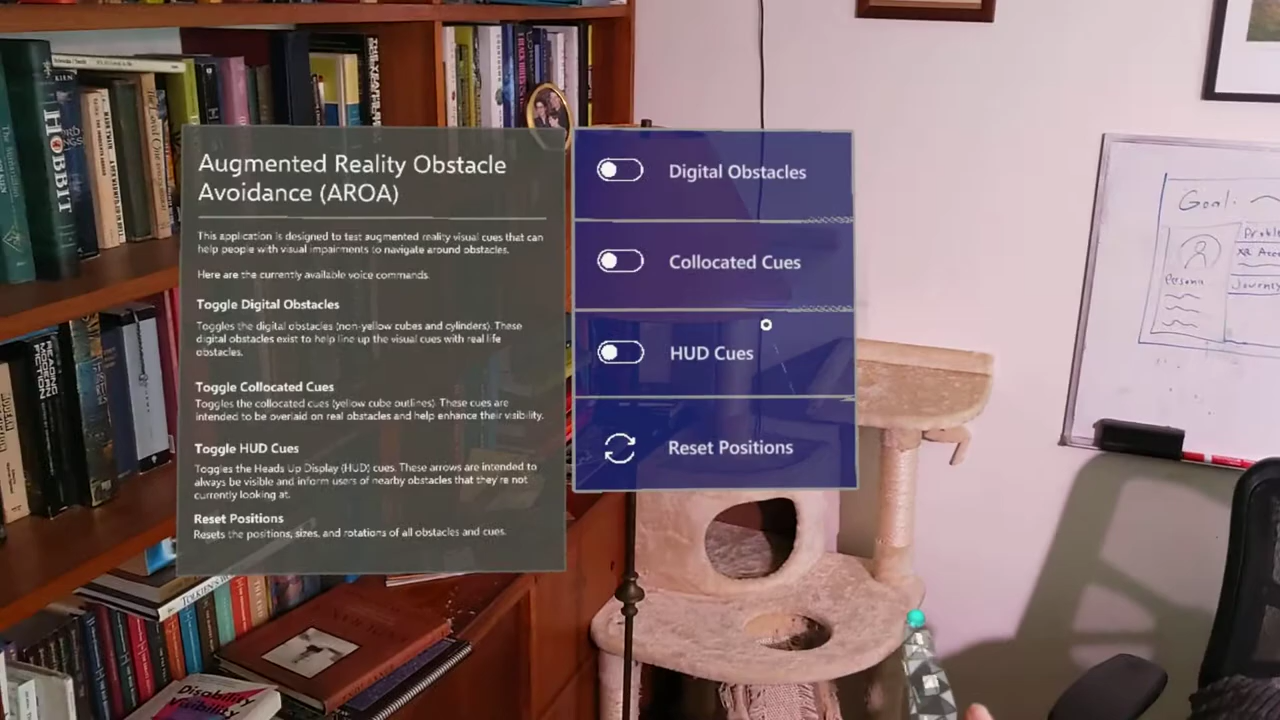 Augmented Reality Obstacle
Avoidance (AROA)
This application is designed to test augmented reality visual cues that can
help people with visual impairments to navigate around obstacles.
Here are the currently available voice commands.
Toggle Digital Obstacles
Toggles the digital obstacles (non-yellow cubes and cylinders). These
digital obstacles exist to help line up the visual cues with real life
obstacles.
Toggle Collocated Cues
Toggles the collocated cues (yellow cube outlines). These cues are
intended to be overlaid on real obstacles and help enhance their visibility.
Toggle HUD Cues
Toggles the Heads Up Display (HUD) cues. These arrows are intended to
always be visible and inform users of nearby obstacles that they're not
currently looking at.
Reset Positions
Resets the positions, sizes, and rotations of all obstacles and cues.
Digital Obstacles
Collocated Cues
HUD Cues
Reset Positions
HOBBIT
Goal:
Persona
Journey
Disability
Visibility